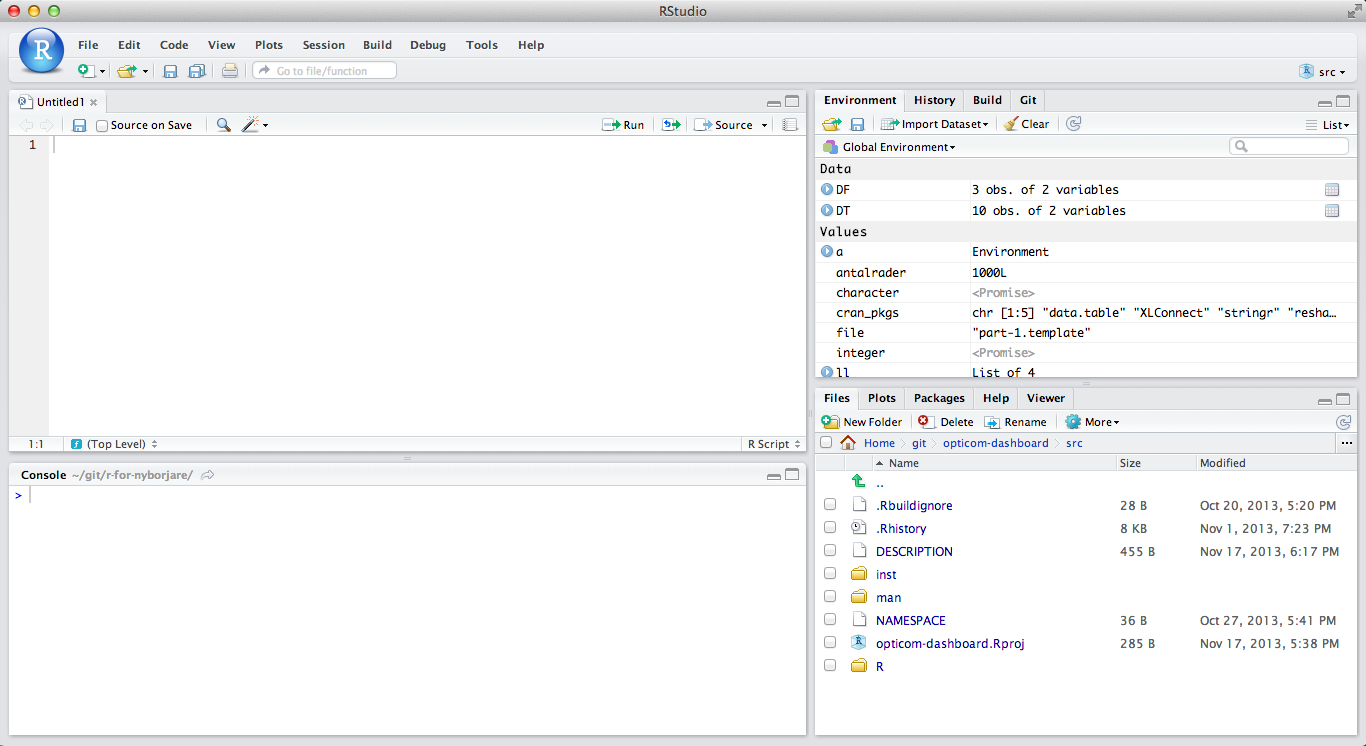 RStudio
R File Edit Code View Plots Session Build Debug Tools Help
Go to file/function
R src
Untitled1
Source on Save Run Source
1
1:1 (Top Level) R Script
Console ~/git/r-for-nyborjare/
>
Environment History Build Git
Import Dataset Clear List
Global Environment
Data
DF 3 obs. of 2 variables
DT 10 obs. of 2 variables
Values
a Environment
antalrader 1000L
character <Promise>
cran_pkgs chr [1:5] "data.table" "XLConnect" "stringr" "resha…
file "part-1.template"
integer <Promise>
ll List of 4
Files Plots Packages Help Viewer
New Folder Delete Rename More
Home git opticom-dashboard src ...
Name Size Modified
..
.Rbuildignore 28 B Oct 20, 2013, 5:20 PM
.Rhistory 8 KB Nov 1, 2013, 7:23 PM
DESCRIPTION 455 B Nov 17, 2013, 6:17 PM
inst
man
NAMESPACE 36 B Oct 27, 2013, 5:41 PM
opticom-dashboard.Rproj 285 B Nov 17, 2013, 5:38 PM
R